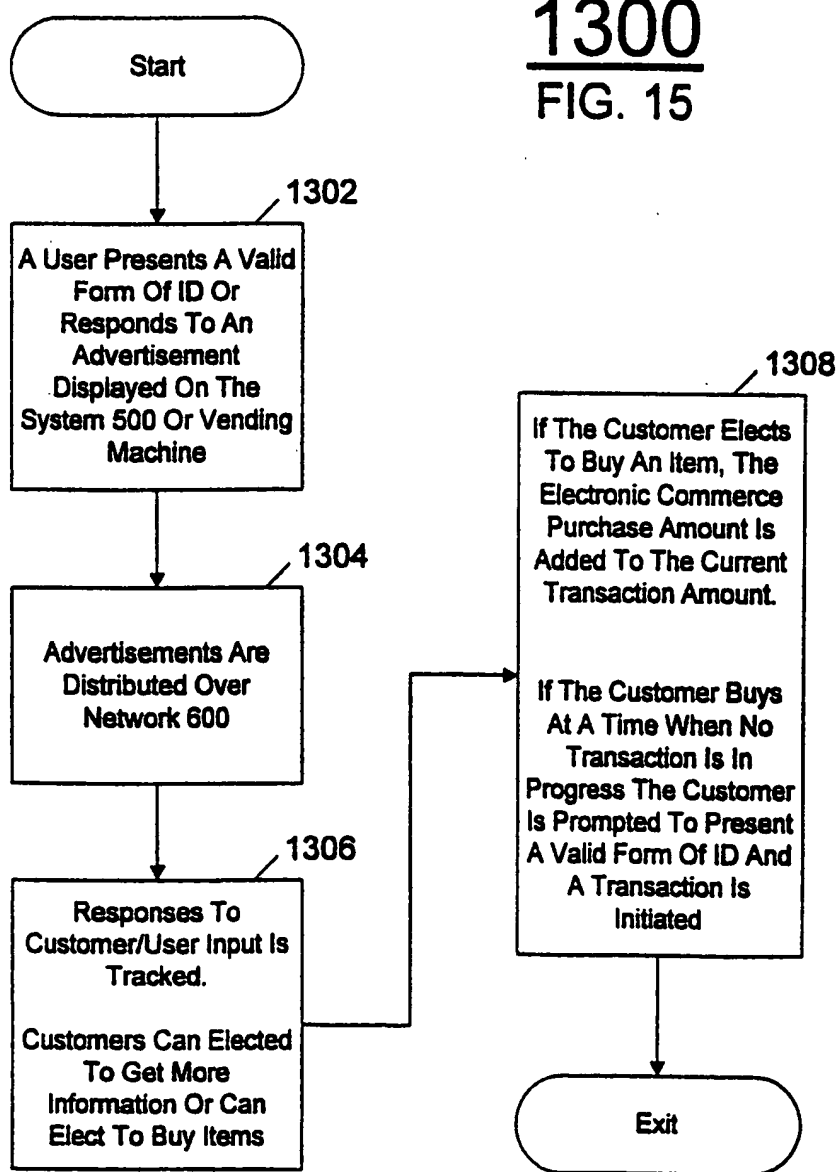 1300
FIG. 15
Start
1302
A User Presents A Valid
Form Of ID Or
Responds To An
Advertisement
Displayed On The
System 500 Or Vending
Machine
1304
Advertisements Are
Distributed Over
Network 600
1306
Responses To
Customer/User Input Is
Tracked.
Customers Can Elected
To Get More
Information Or Can
Elect To Buy Items
1308
If The Customer Elects
To Buy An Item, The
Electronic Commerce
Purchase Amount Is
Added To The Current
Transaction Amount.
If The Customer Buys
At A Time When No
Transaction Is In
Progress The Customer
Is Prompted To Present
A Valid Form Of ID And
A Transaction Is
Initiated
Exit